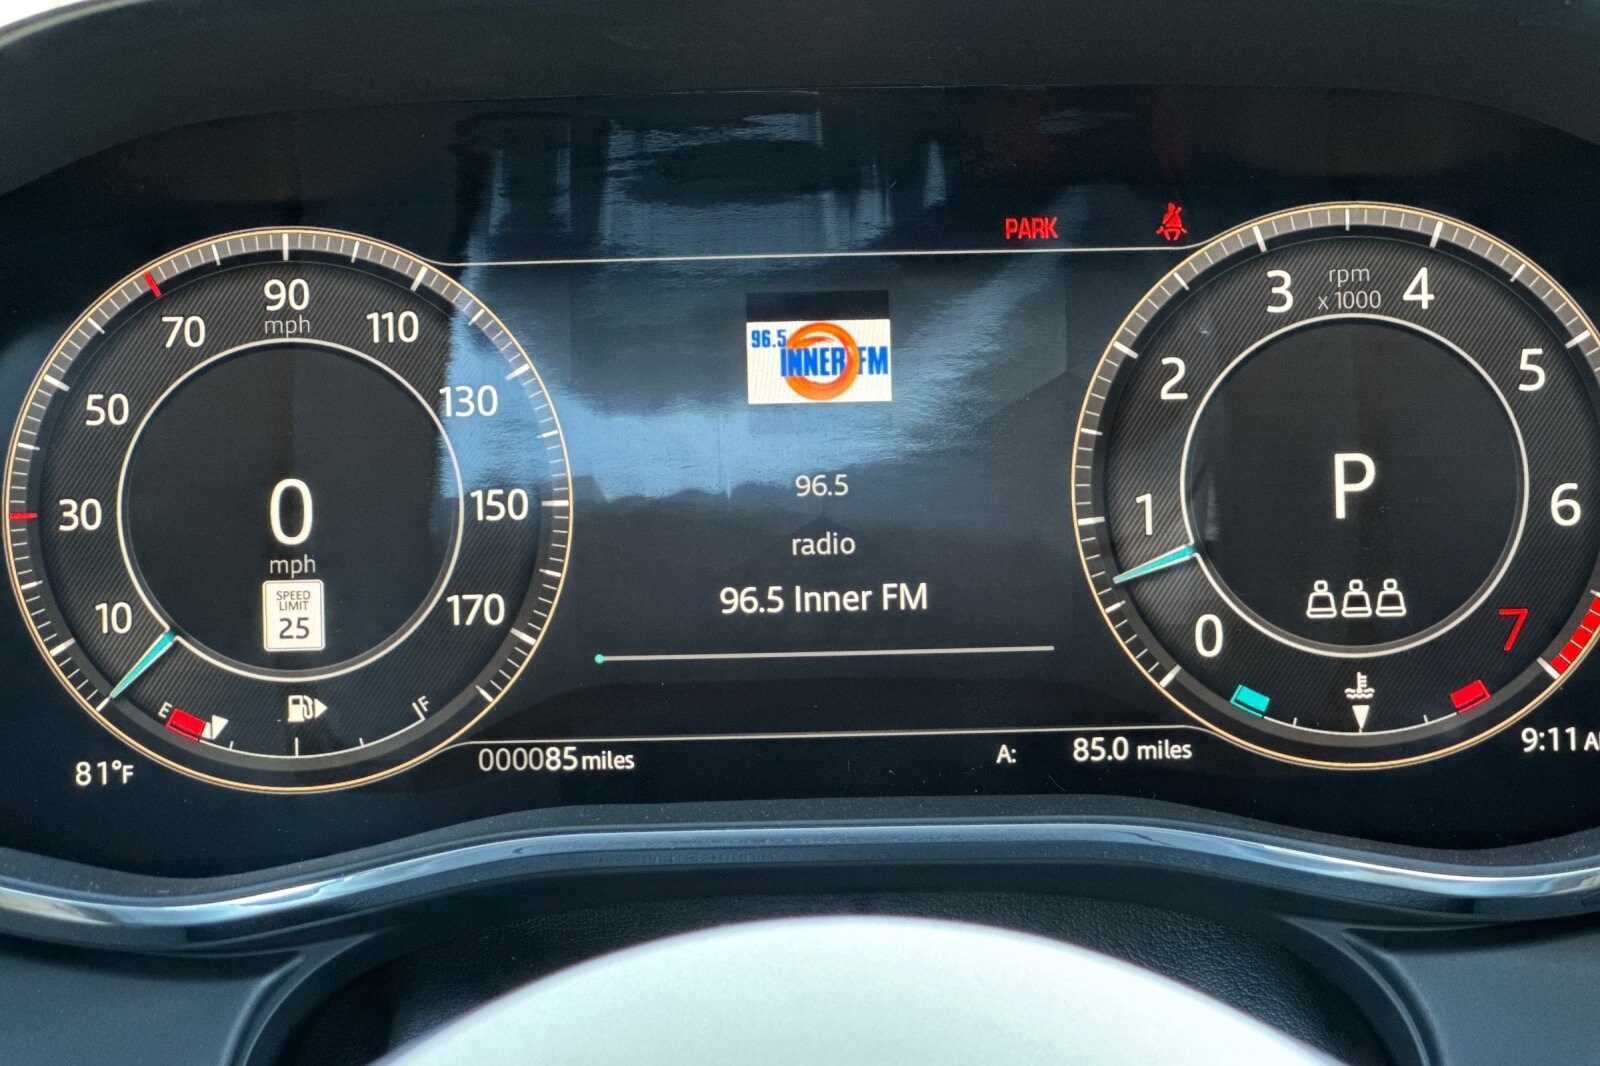 PARK
96.5
INNER FM
96.5
radio
96.5 Inner FM
10
30
50
70
90
mph
110
130
150
170
0
mph
SPEED
LIMIT
25
E
F
81°F
000085 miles
A: 85.0 miles
0
1
2
3
rpm
x 1000
4
5
6
7
P
9:11